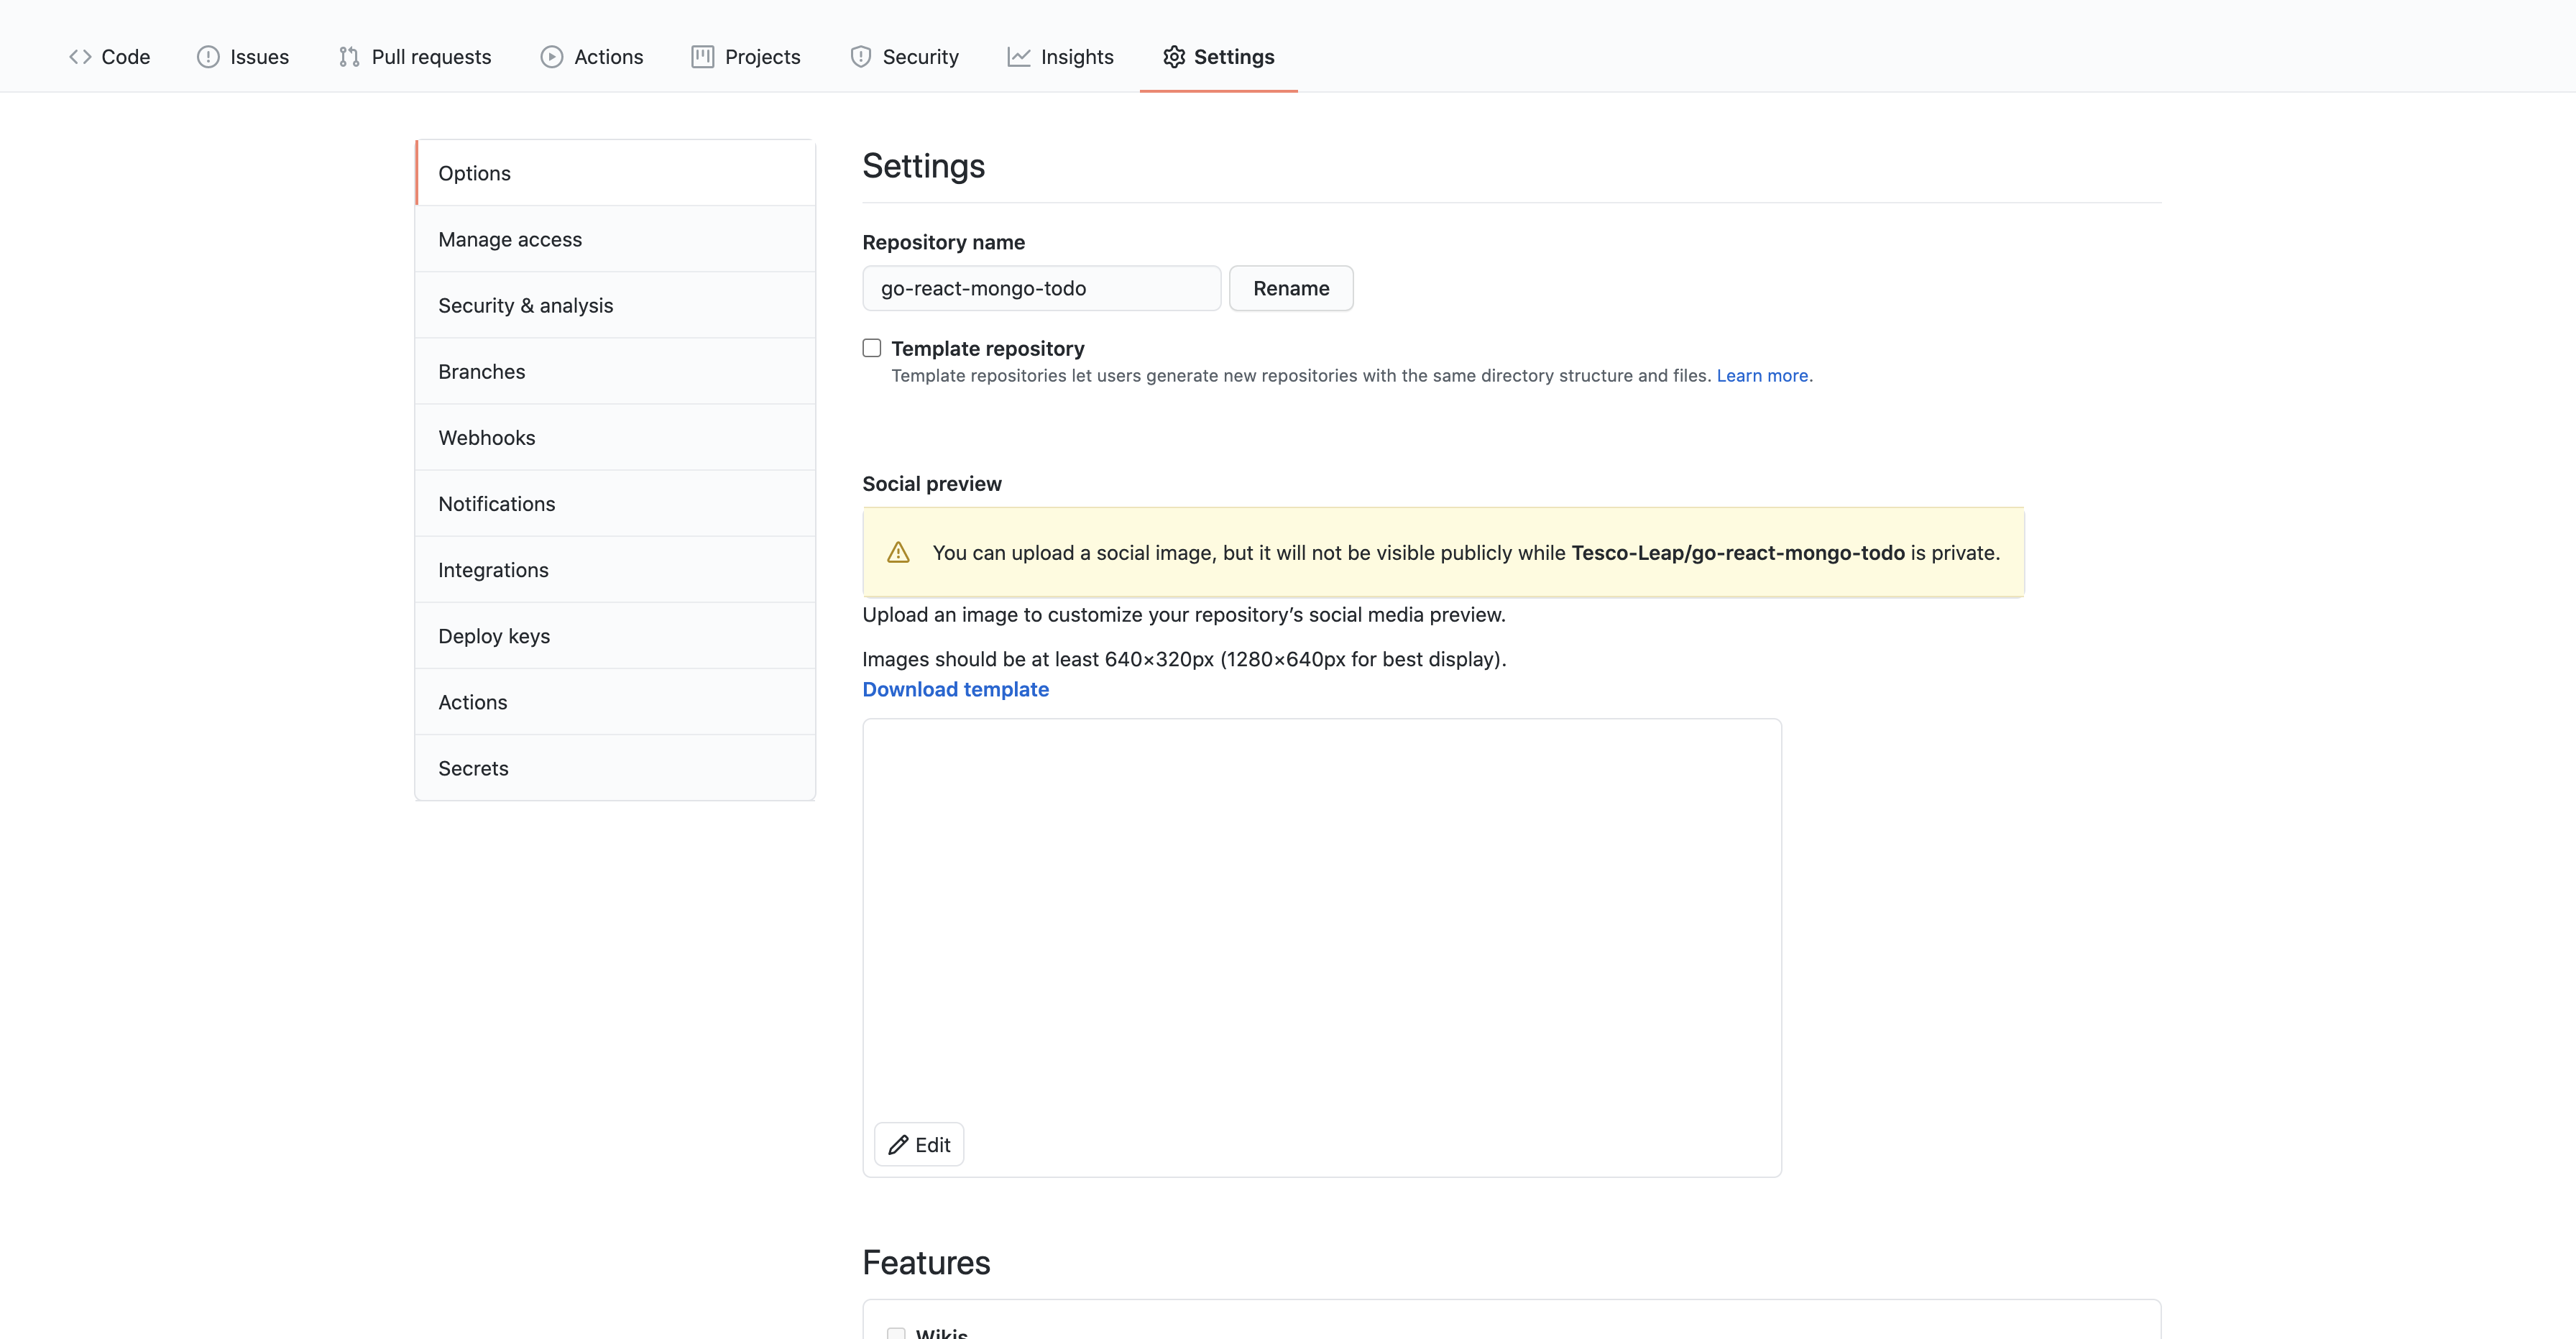 Code Issues Pull requests Actions Projects Security Insights Settings
Options
Manage access
Security & analysis
Branches
Webhooks
Notifications
Integrations
Deploy keys
Actions
Secrets
Settings
Repository name
go-react-mongo-todo Rename
Template repository
Template repositories let users generate new repositories with the same directory structure and files. Learn more.
Social preview
You can upload a social image, but it will not be visible publicly while Tesco-Leap/go-react-mongo-todo is private.
Upload an image to customize your repository’s social media preview.
Images should be at least 640×320px (1280×640px for best display).
Download template
Edit
Features
Wikis